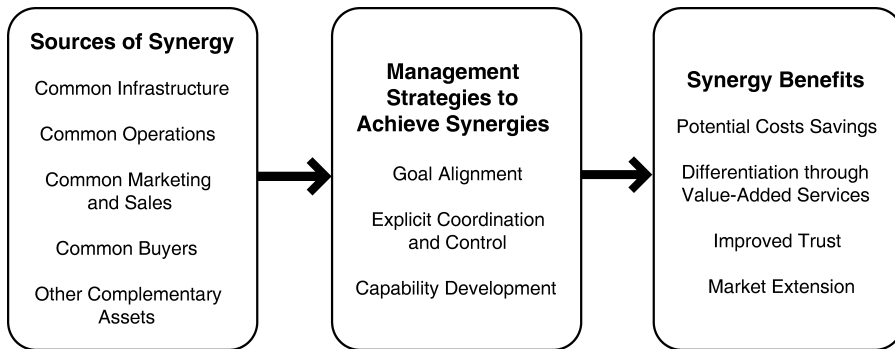 Sources of Synergy
Common Infrastructure
Common Operations
Common Marketing
and Sales
Common Buyers
Other Complementary
Assets
Management
Strategies to
Achieve Synergies
Goal Alignment
Explicit Coordination
and Control
Capability Development
Synergy Benefits
Potential Costs Savings
Differentiation through
Value-Added Services
Improved Trust
Market Extension